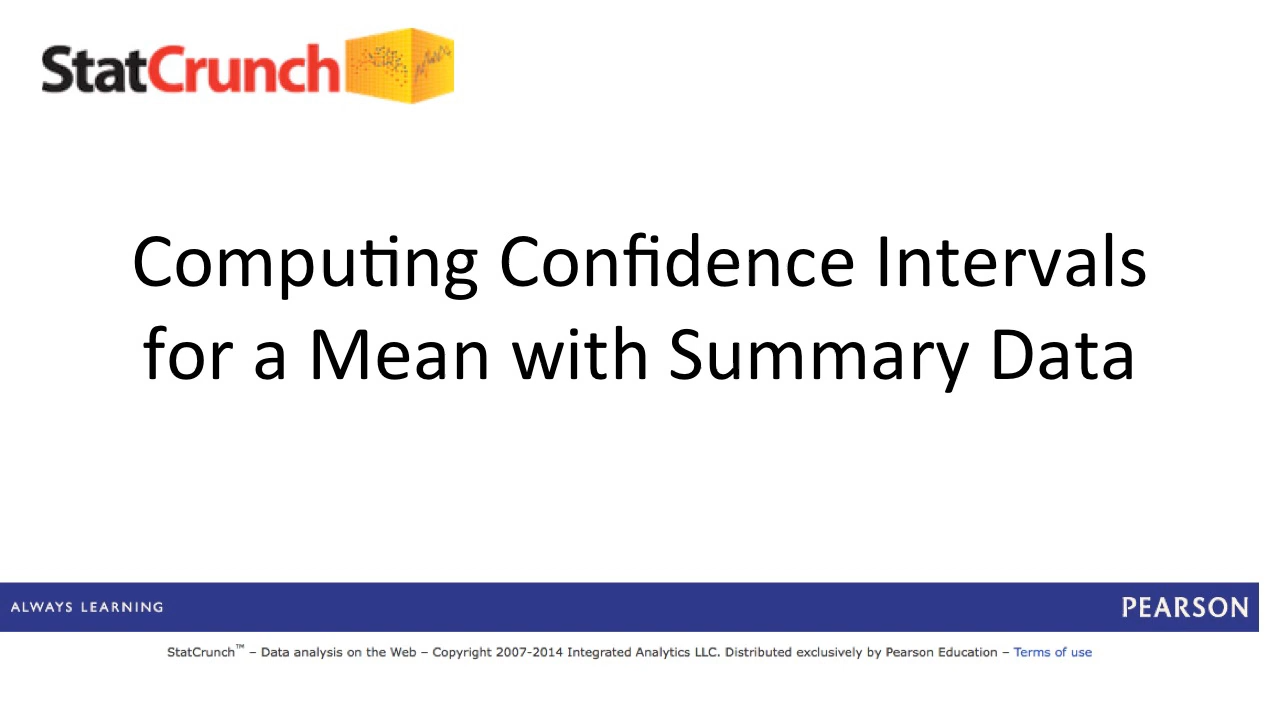 StatCrunch
Computing Confidence Intervals
for a Mean with Summary Data
ALWAYS LEARNING
PEARSON
StatCrunch™ – Data analysis on the Web – Copyright 2007-2014 Integrated Analytics LLC. Distributed exclusively by Pearson Education – Terms of use